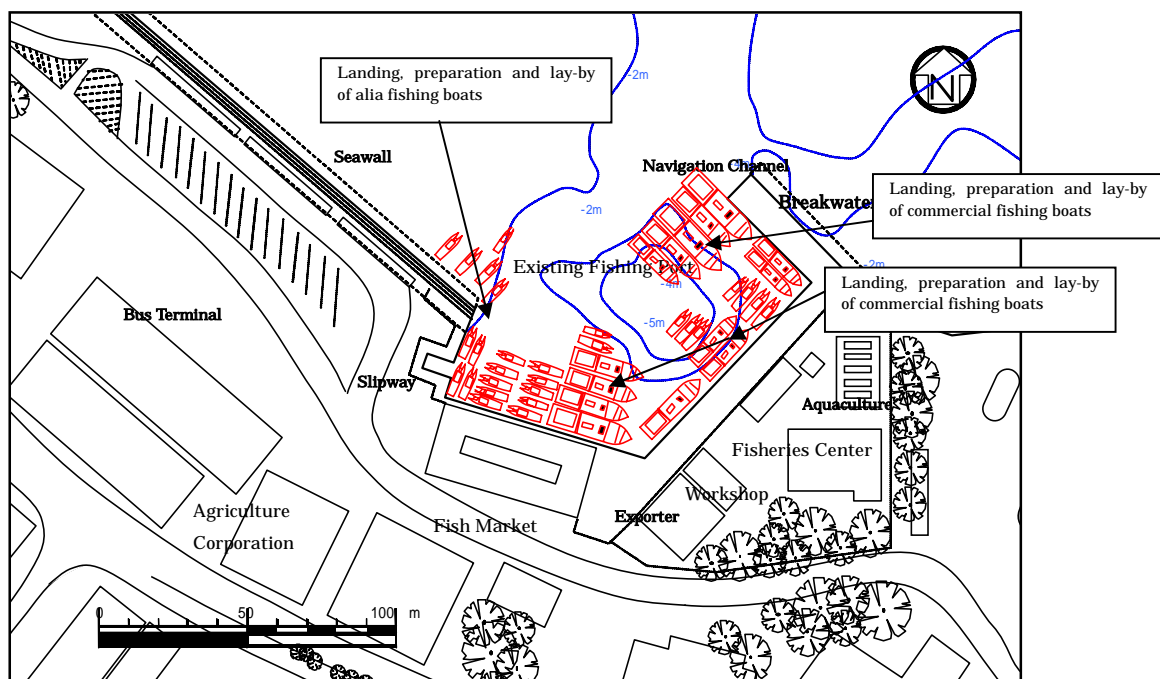 Landing, preparation and lay-by
of alia fishing boats
-2m
Seawall
Navigation Channel
N
Landing, preparation and lay-by
of commercial fishing boats
Breakwater
-2m
Existing Fishing Port
-2m
-4m
Landing, preparation and lay-by
of commercial fishing boats
Bus Terminal
-5m
Slipway
Aquaculture
Fisheries Center
Workshop
Agriculture
Corporation
Fish Market
Exporter
0 50 100 m